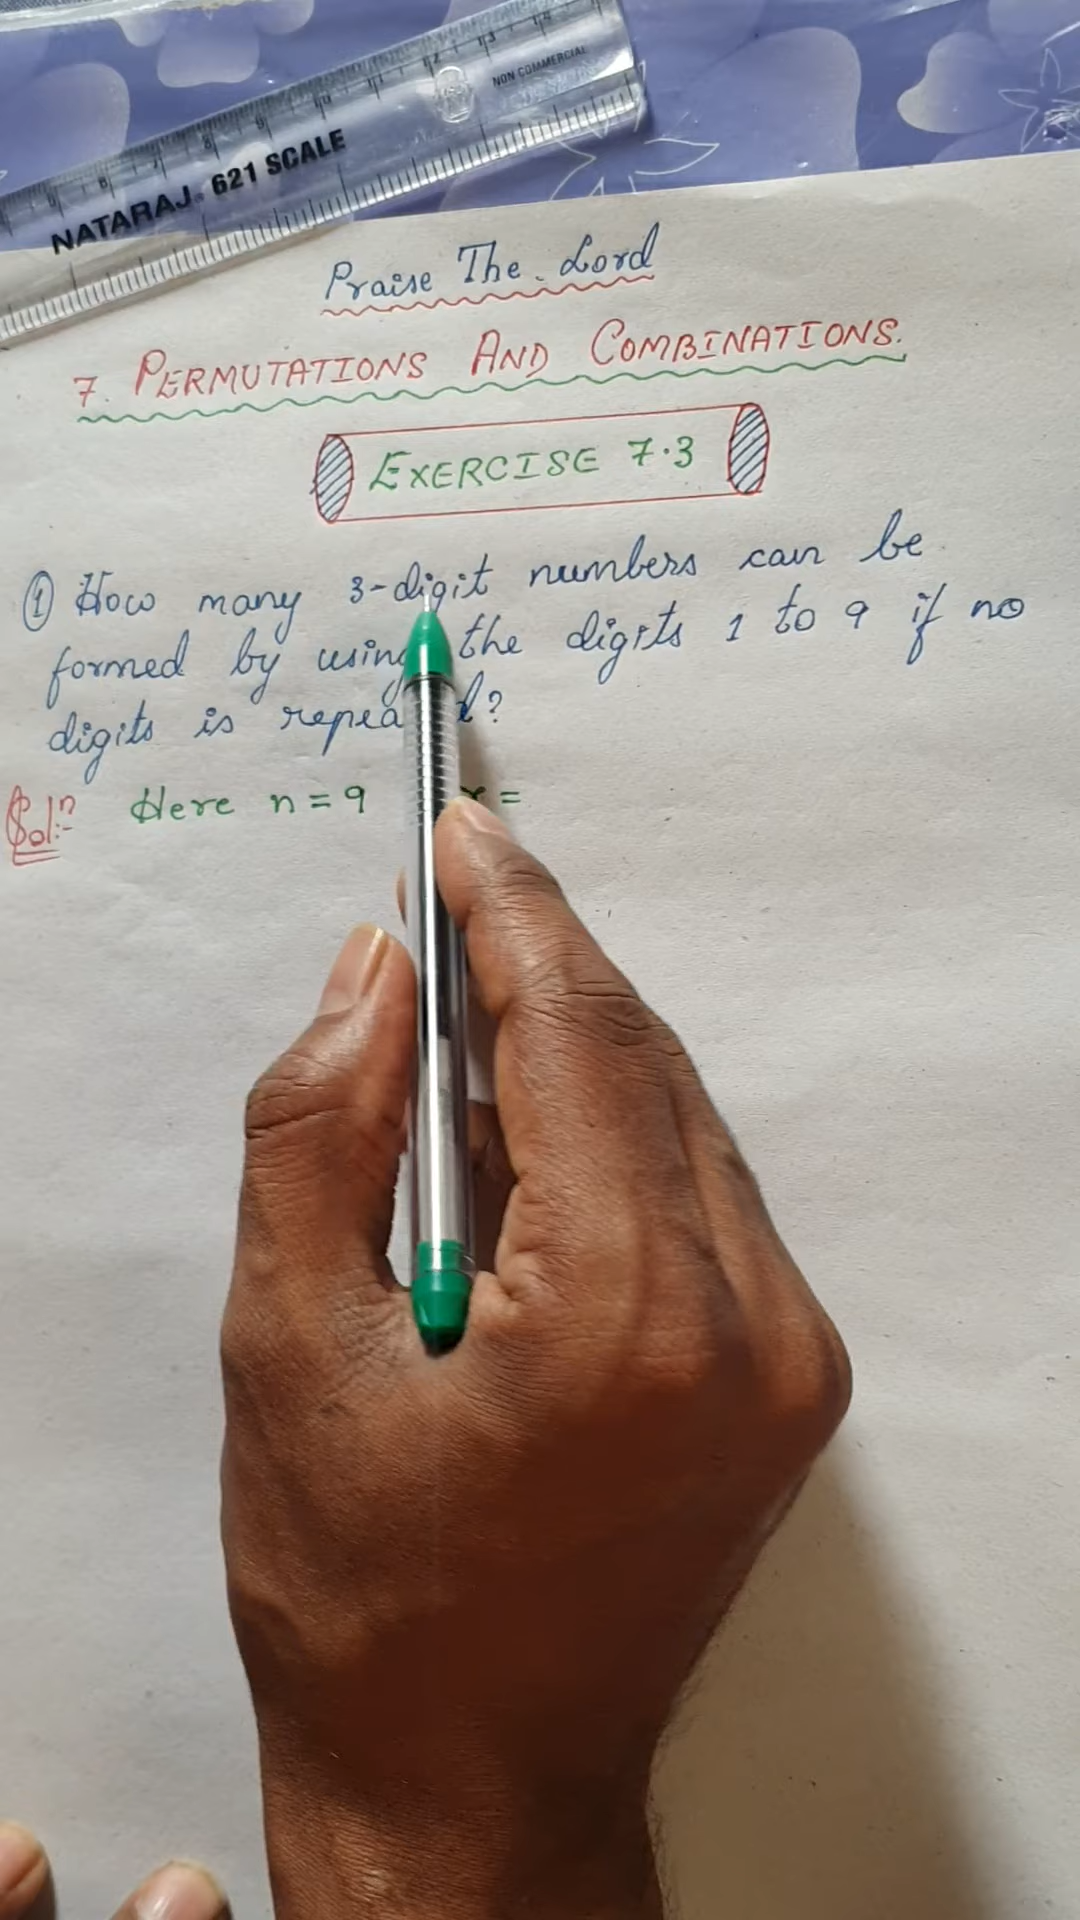 NATARAJ 621 SCALE
NON COMMERCIAL
Praise The Lord
7. PERMUTATIONS AND COMBINATIONS.
EXERCISE 7.3
① How many 3-digit numbers can be
formed by using the digits 1 to 9 if no
digits is
Sol:n Here n = 9 r =